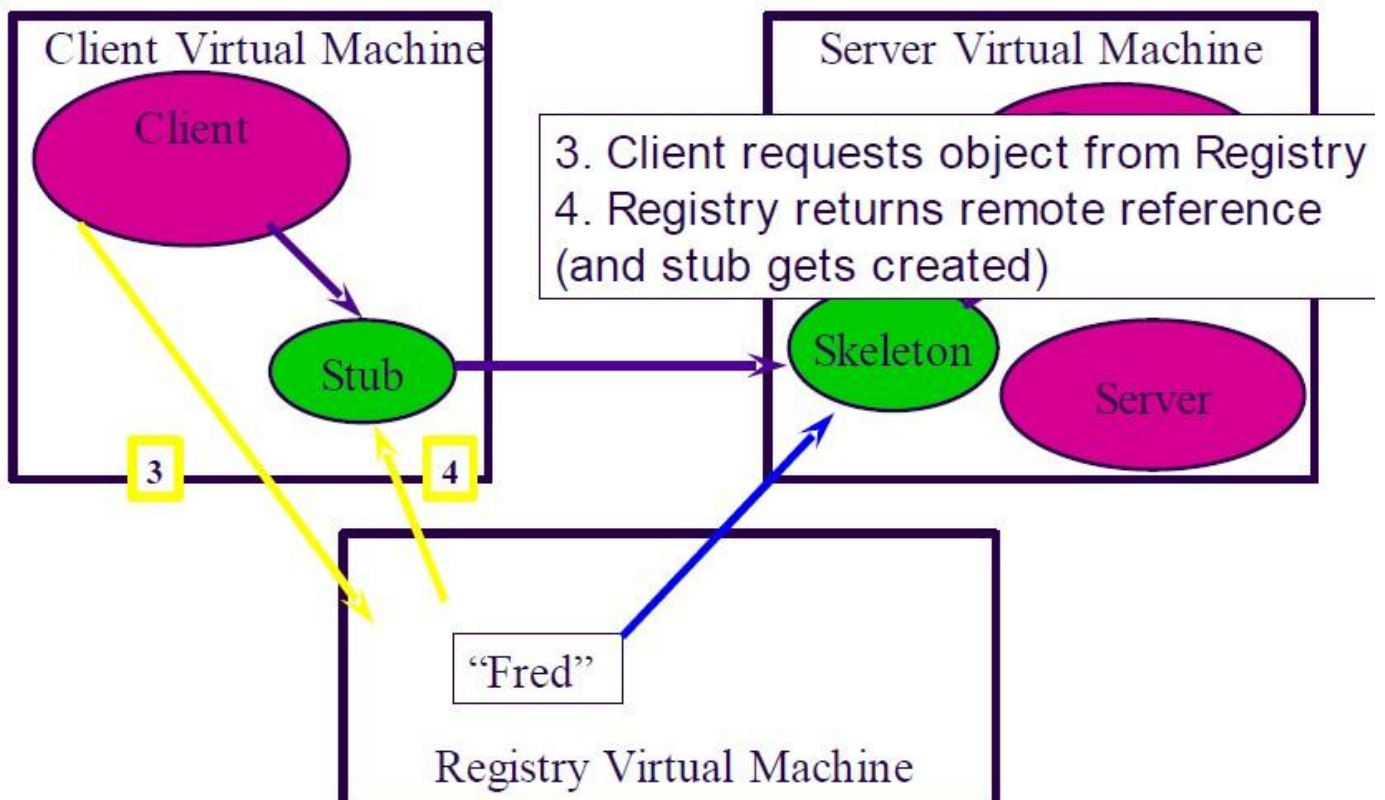 Client Virtual Machine
Server Virtual Machine
Client
3. Client requests object from Registry
4. Registry returns remote reference
(and stub gets created)
Stub
Skeleton
Server
3
4
“Fred”
Registry Virtual Machine